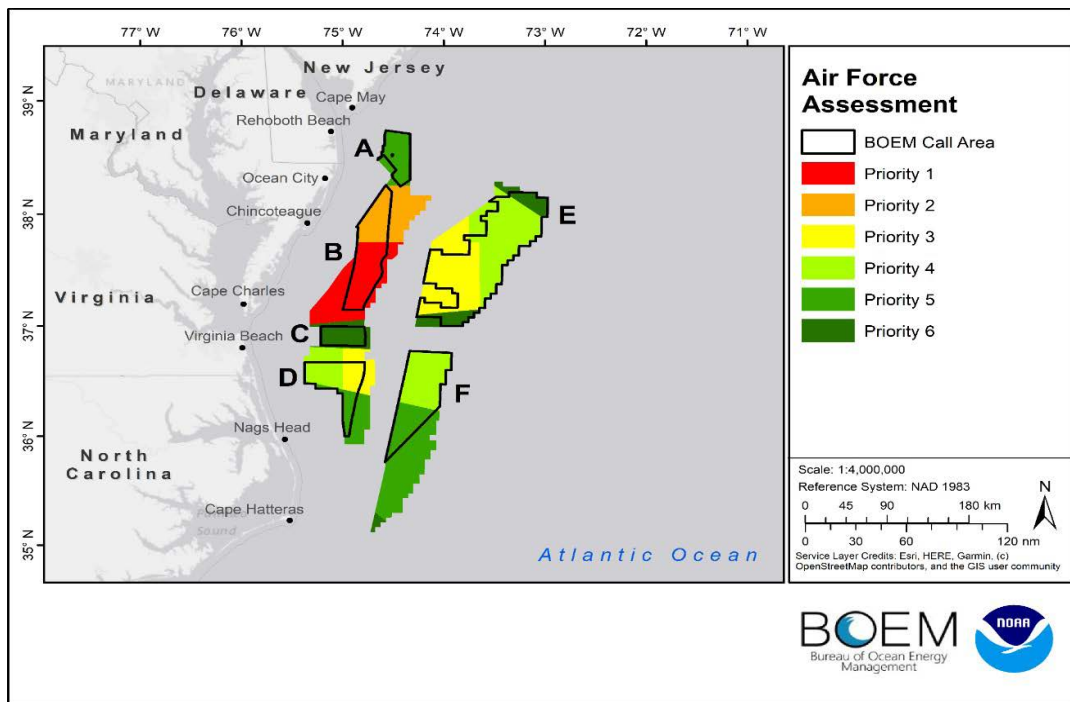 77° W 76° W 75° W 74° W 73° W 72° W 71° W
39° N
38° N
37° N
36° N
35° N
MARYLAND
New Jersey
Delaware
Cape May
Rehoboth Beach
Maryland
A
Ocean City
Chincoteague
E
B
Virginia
Cape Charles
C
Virginia Beach
D
F
Nags Head
North
Carolina
Cape Hatteras
Sound
Atlantic Ocean
Air Force
Assessment
BOEM Call Area
Priority 1
Priority 2
Priority 3
Priority 4
Priority 5
Priority 6
Scale: 1:4,000,000
Reference System: NAD 1983
N
0 45 90 180 km
0 30 60 120 nm
Service Layer Credits: Esri, HERE, Garmin, (c)
OpenStreetMap contributors, and the GIS user community
BOEM
Bureau of Ocean Energy
Management
NOAA